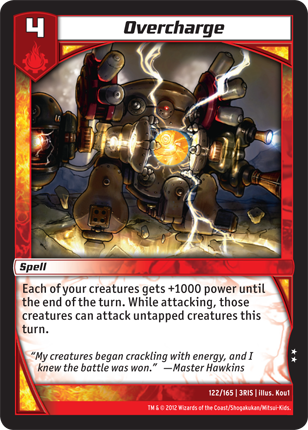 4
Overcharge
Spell
Each of your creatures gets +1000 power until
the end of the turn. While attacking, those
creatures can attack untapped creatures this
turn.
“My creatures began crackling with energy, and I
knew the battle was won.” —Master Hawkins
122/165 | 3RIS | illus. Kou1
TM & © 2012 Wizards of the Coast/Shogakukan/Mitsui-Kids.